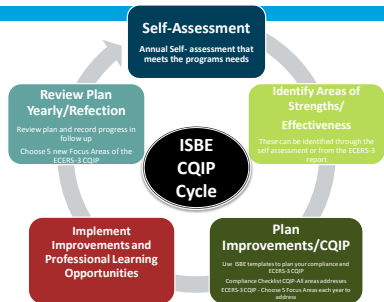 Self-Assessment
Annual Self- assessment that
meets the programs needs
Identify Areas of
Strengths/
Effectiveness
These can be identified through the
self assessment or from the ECERS-3
report
Plan
Improvements/CQIP
Use ISBE templates to plan your compliance and
ECERS-3 CQIP
Compliance Checklist CQIP-All areas addresses
ECERS-3 CQIP - Choose 5 Focus Areas each year to
address
Implement
Improvements and
Professional Learning
Opportunities
Review Plan
Yearly/Refection
Review plan and record progress in
follow up
Choose 5 new Focus Areas of the
ECERS-3 CQIP
ISBE
CQIP
Cycle